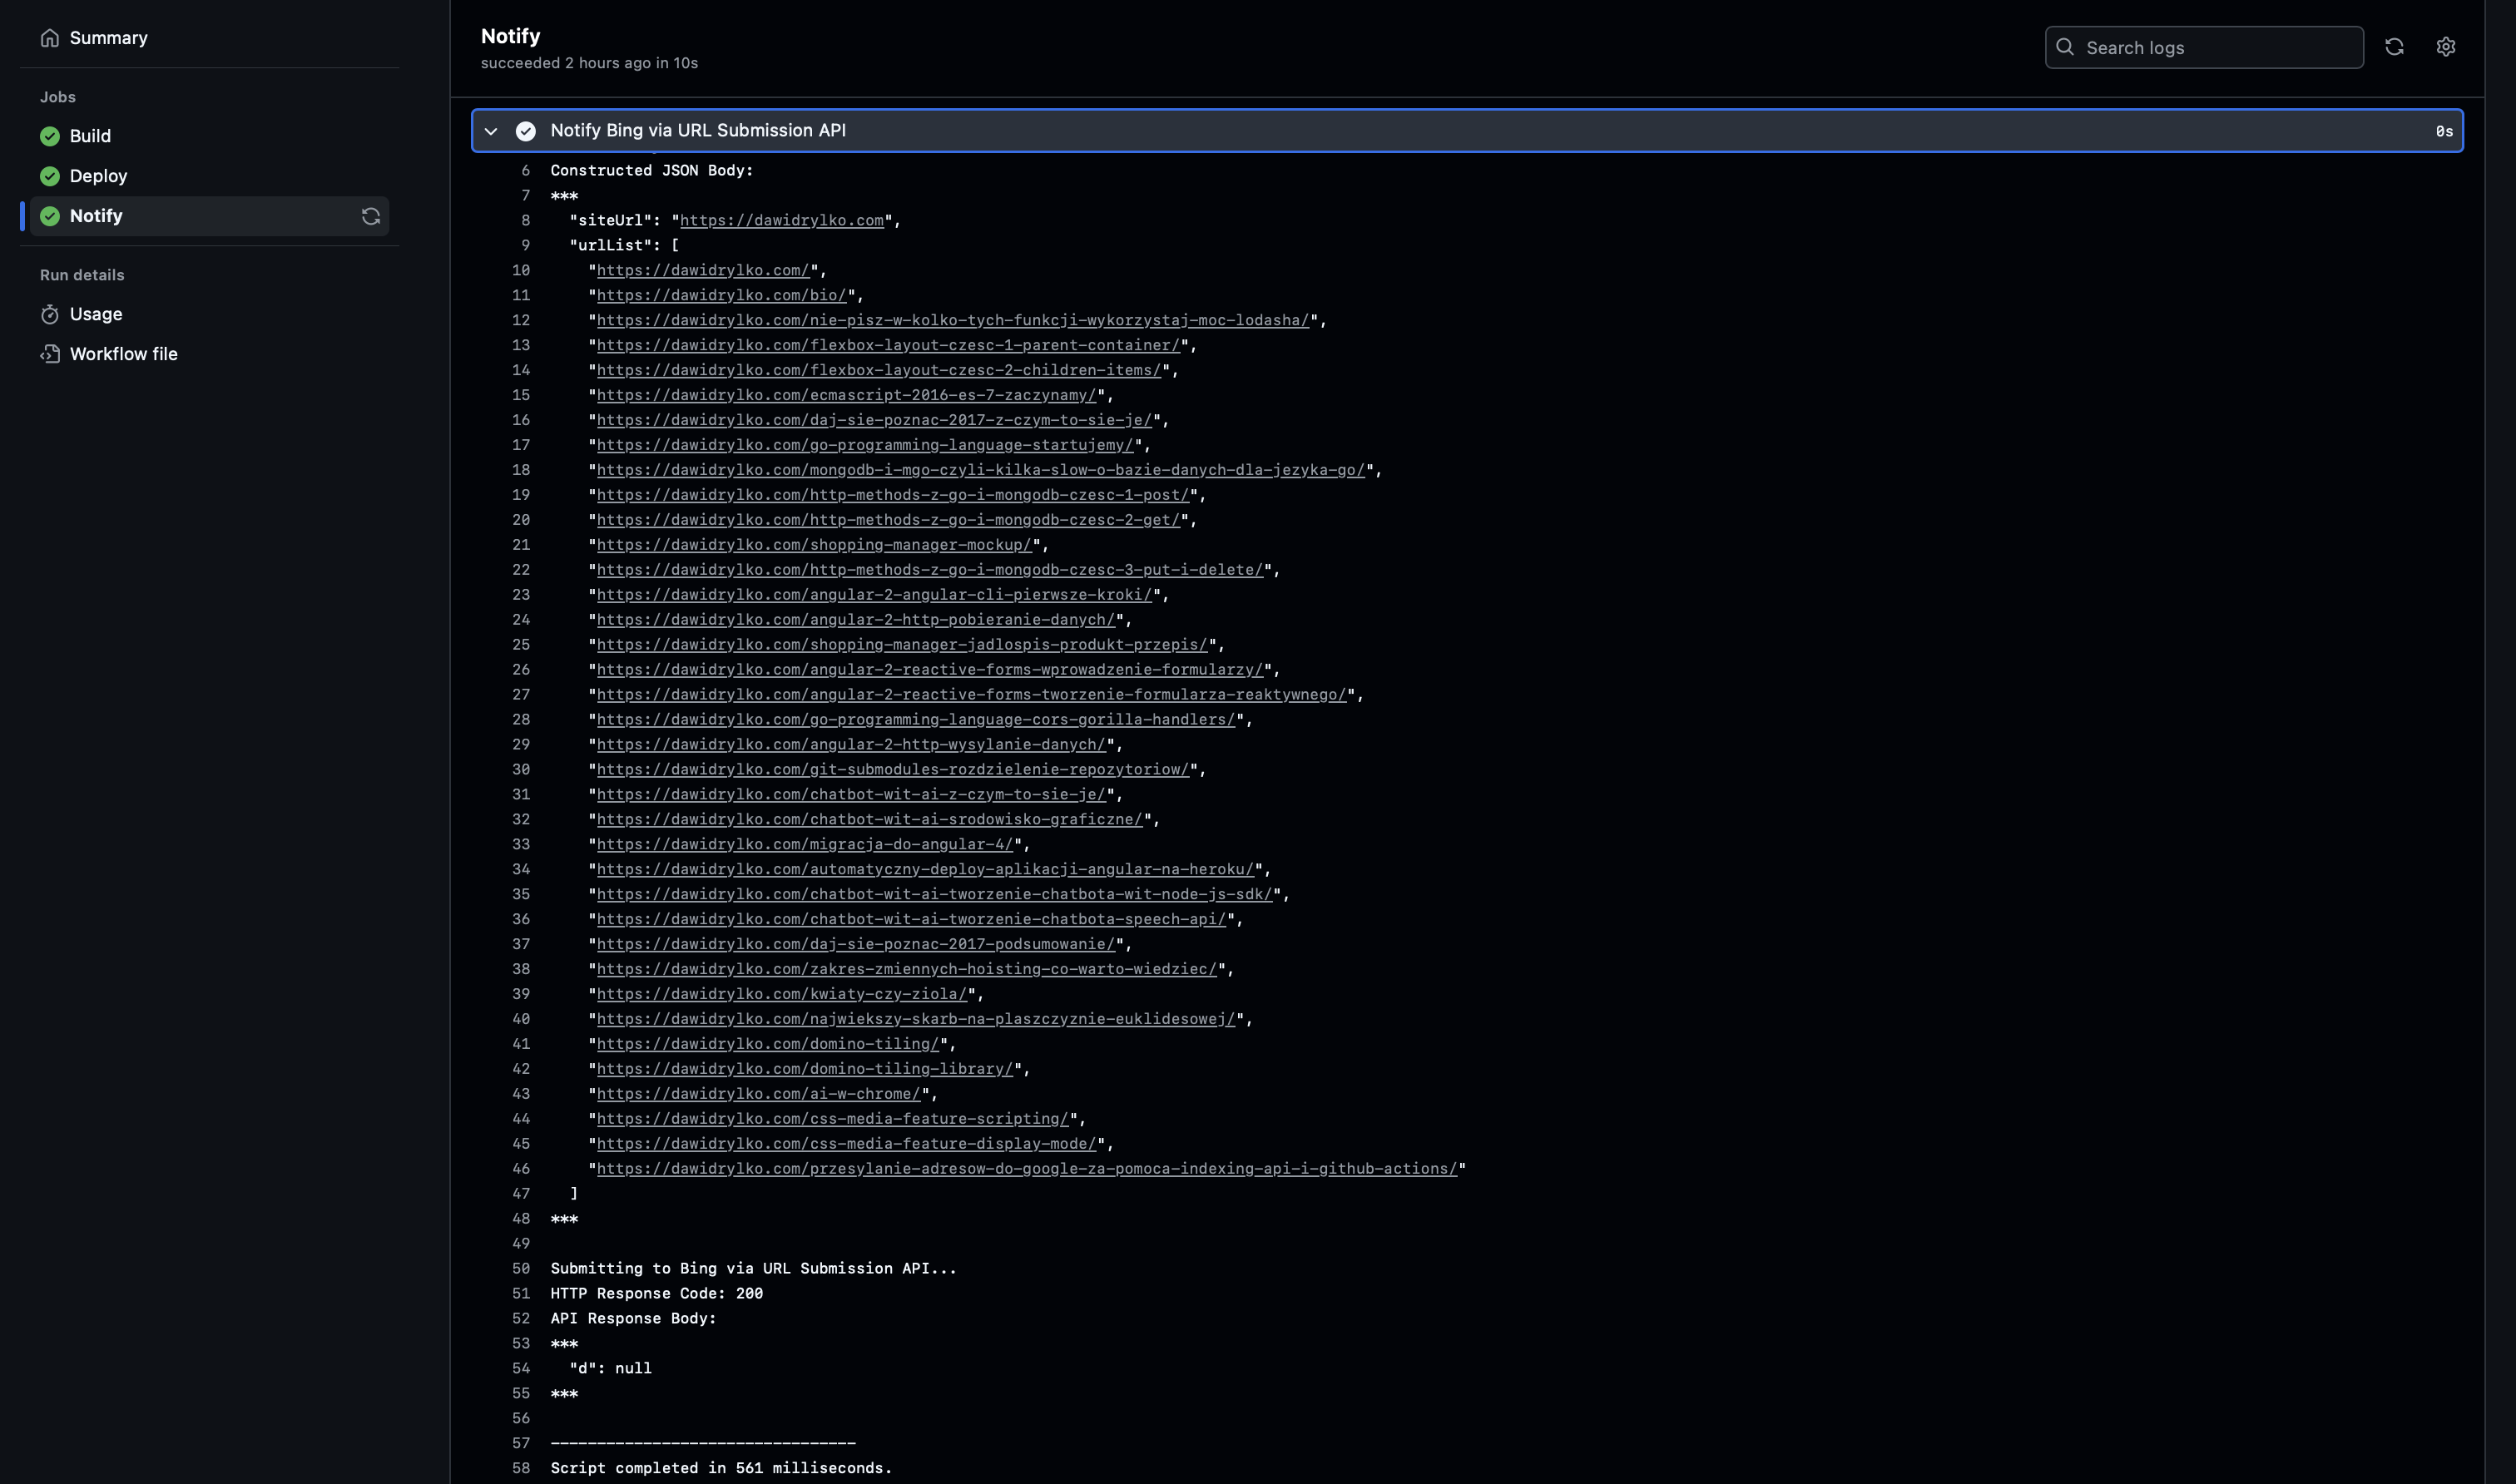 Summary
Jobs
Build
Deploy
Notify
Run details
Usage
Workflow file
Notify
succeeded 2 hours ago in 10s
Search logs
Notify Bing via URL Submission API
0s
6 Constructed JSON Body:
7 ***
8 "siteUrl": "https://dawidrylko.com",
9 "urlList": [
10 "https://dawidrylko.com/",
11 "https://dawidrylko.com/bio/",
12 "https://dawidrylko.com/nie-pisz-w-kolko-tych-funkcji-wykorzystaj-moc-lodasha/",
13 "https://dawidrylko.com/flexbox-layout-czesc-1-parent-container/",
14 "https://dawidrylko.com/flexbox-layout-czesc-2-children-items/",
15 "https://dawidrylko.com/ecmascript-2016-es-7-zaczynamy/",
16 "https://dawidrylko.com/daj-sie-poznac-2017-z-czym-to-sie-je/",
17 "https://dawidrylko.com/go-programming-language-startujemy/",
18 "https://dawidrylko.com/mongodb-i-mgo-czyli-kilka-slow-o-bazie-danych-dla-jezyka-go/",
19 "https://dawidrylko.com/http-methods-z-go-i-mongodb-czesc-1-post/",
20 "https://dawidrylko.com/http-methods-z-go-i-mongodb-czesc-2-get/",
21 "https://dawidrylko.com/shopping-manager-mockup/",
22 "https://dawidrylko.com/http-methods-z-go-i-mongodb-czesc-3-put-i-delete/",
23 "https://dawidrylko.com/angular-2-angular-cli-pierwsze-kroki/",
24 "https://dawidrylko.com/angular-2-http-pobieranie-danych/",
25 "https://dawidrylko.com/shopping-manager-jadlospis-produkt-przepis/",
26 "https://dawidrylko.com/angular-2-reactive-forms-wprowadzenie-formularzy/",
27 "https://dawidrylko.com/angular-2-reactive-forms-tworzenie-formularza-reaktywnego/",
28 "https://dawidrylko.com/go-programming-language-cors-gorilla-handlers/",
29 "https://dawidrylko.com/angular-2-http-wysylanie-danych/",
30 "https://dawidrylko.com/git-submodules-rozdzielenie-repozytoriow/",
31 "https://dawidrylko.com/chatbot-wit-ai-z-czym-to-sie-je/",
32 "https://dawidrylko.com/chatbot-wit-ai-srodowisko-graficzne/",
33 "https://dawidrylko.com/migracja-do-angular-4/",
34 "https://dawidrylko.com/automatyczny-deploy-aplikacji-angular-na-heroku/",
35 "https://dawidrylko.com/chatbot-wit-ai-tworzenie-chatbota-wit-node-js-sdk/",
36 "https://dawidrylko.com/chatbot-wit-ai-tworzenie-chatbota-speech-api/",
37 "https://dawidrylko.com/daj-sie-poznac-2017-podsumowanie/",
38 "https://dawidrylko.com/zakres-zmiennych-hoisting-co-warto-wiedziec/",
39 "https://dawidrylko.com/kwiaty-czy-ziola/",
40 "https://dawidrylko.com/najwiekszy-skarb-na-plaszczyznie-euklidesowej/",
41 "https://dawidrylko.com/domino-tiling/",
42 "https://dawidrylko.com/domino-tiling-library/",
43 "https://dawidrylko.com/ai-w-chrome/",
44 "https://dawidrylko.com/css-media-feature-scripting/",
45 "https://dawidrylko.com/css-media-feature-display-mode/",
46 "https://dawidrylko.com/przesylanie-adresow-do-google-za-pomoca-indexing-api-i-github-actions/"
47 ]
48 ***
49
50 Submitting to Bing via URL Submission API...
51 HTTP Response Code: 200
52 API Response Body:
53 ***
54 "d": null
55 ***
56
57 ---------------------------------
58 Script completed in 561 milliseconds.